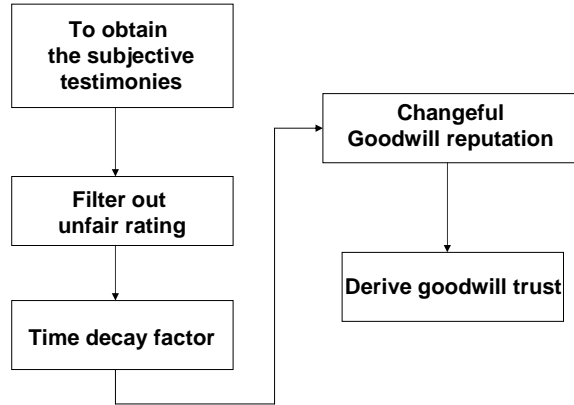 To obtain
the subjective
testimonies
Filter out
unfair rating
Time decay factor
Changeful
Goodwill reputation
Derive goodwill trust